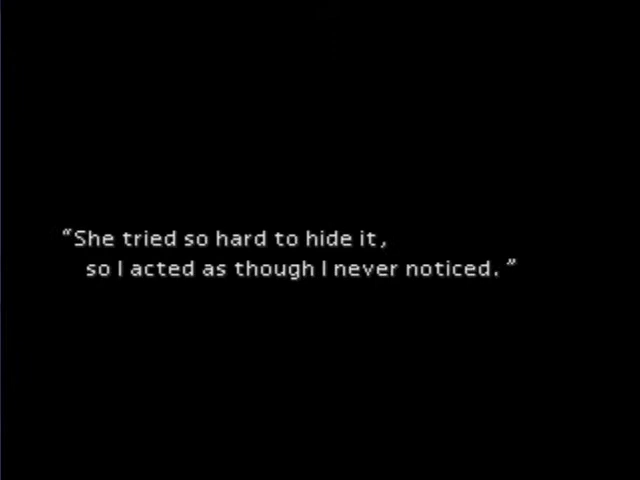 “She tried so hard to hide it,
so I acted as though I never noticed.”